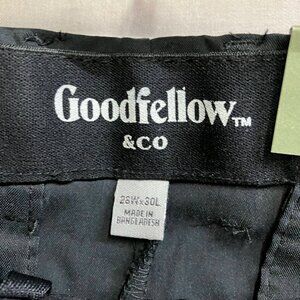 Goodfellow™
&CO
28W x 30L
MADE IN
BANGLADESH